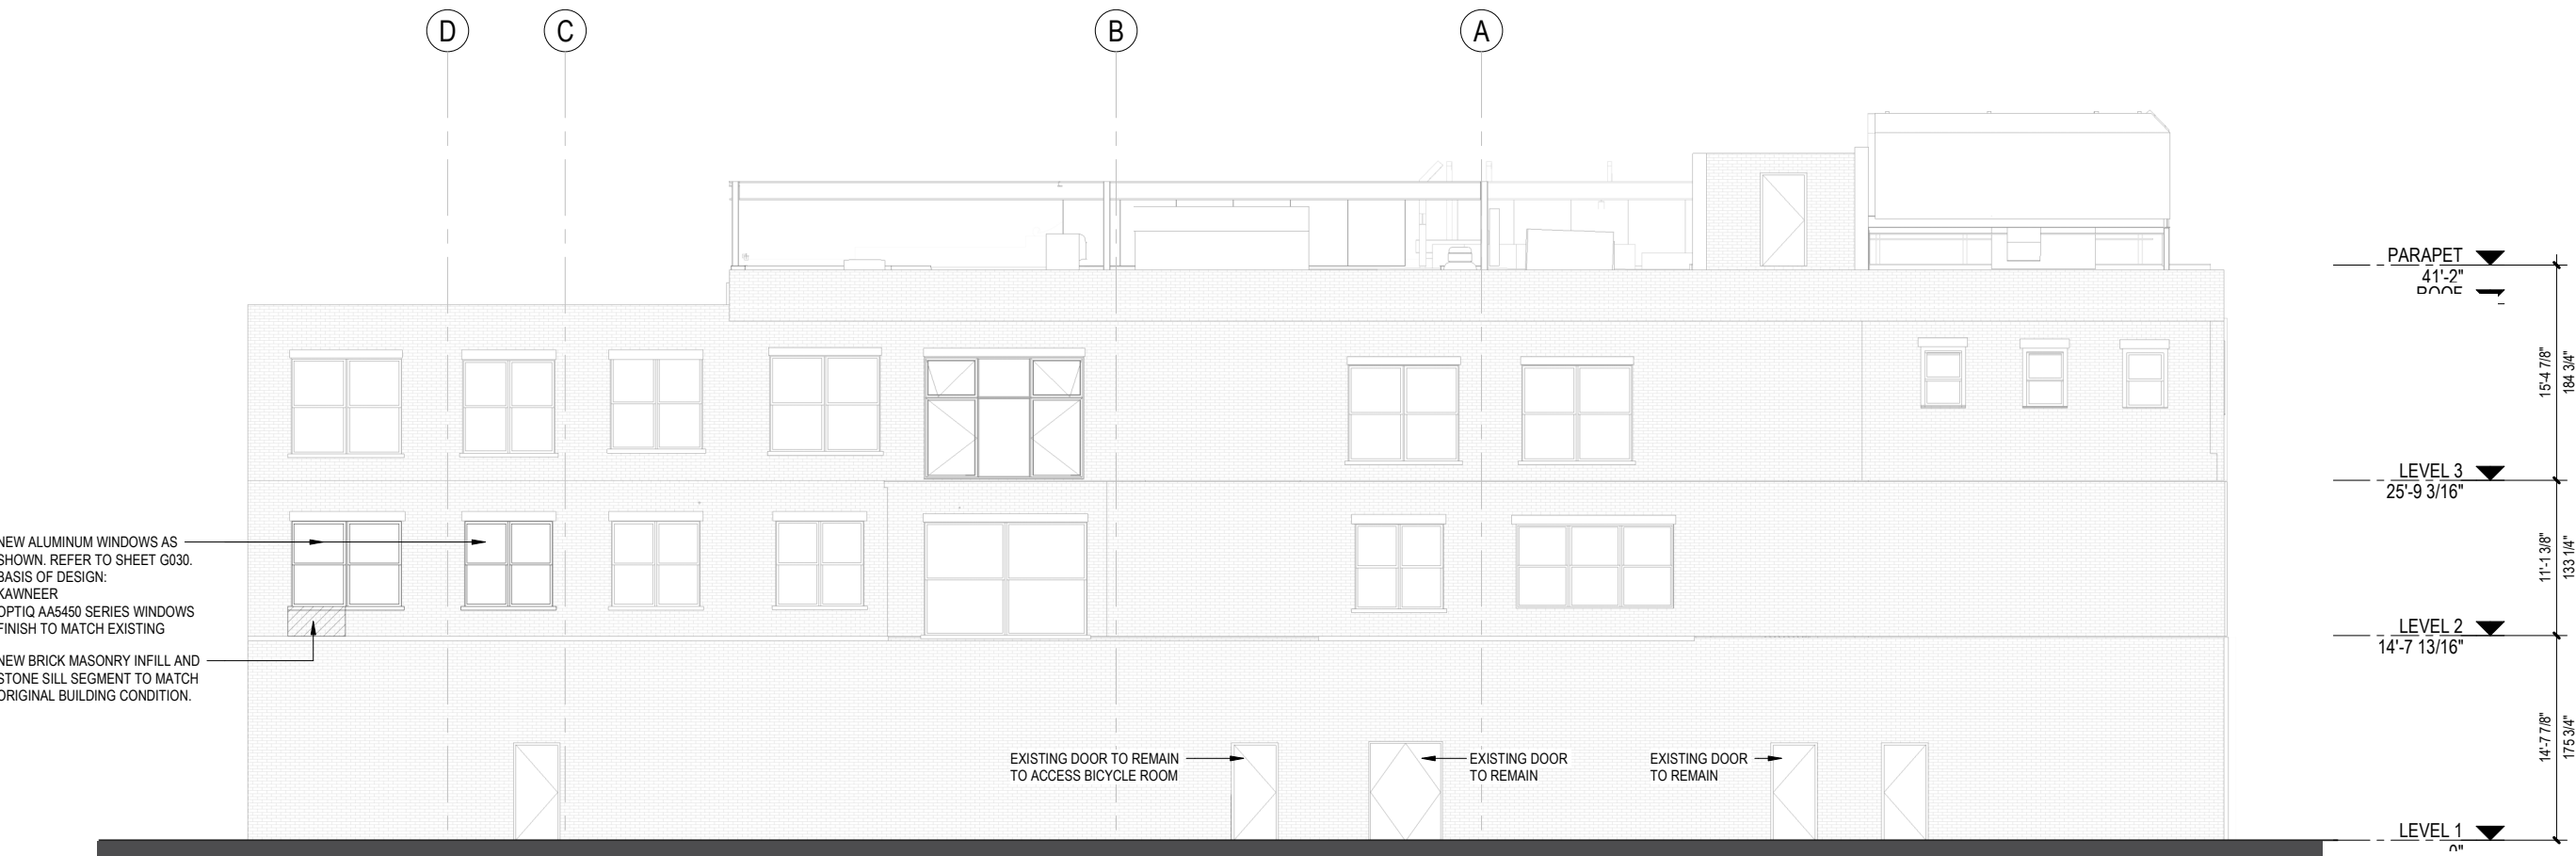 D
C
B
A
PARAPET
41'-2"
ROOF
15'-4 7/8"
184 3/4"
LEVEL 3
25'-9 3/16"
NEW ALUMINUM WINDOWS AS
SHOWN. REFER TO SHEET G030.
BASIS OF DESIGN:
KAWNEER
OPTIQ AA5450 SERIES WINDOWS
FINISH TO MATCH EXISTING
11'-1 3/8"
133 1/4"
LEVEL 2
14'-7 13/16"
NEW BRICK MASONRY INFILL AND
STONE SILL SEGMENT TO MATCH
ORIGINAL BUILDING CONDITION.
EXISTING DOOR TO REMAIN
TO ACCESS BICYCLE ROOM
EXISTING DOOR
TO REMAIN
EXISTING DOOR
TO REMAIN
14'-7 7/8"
175 3/4"
LEVEL 1
0"